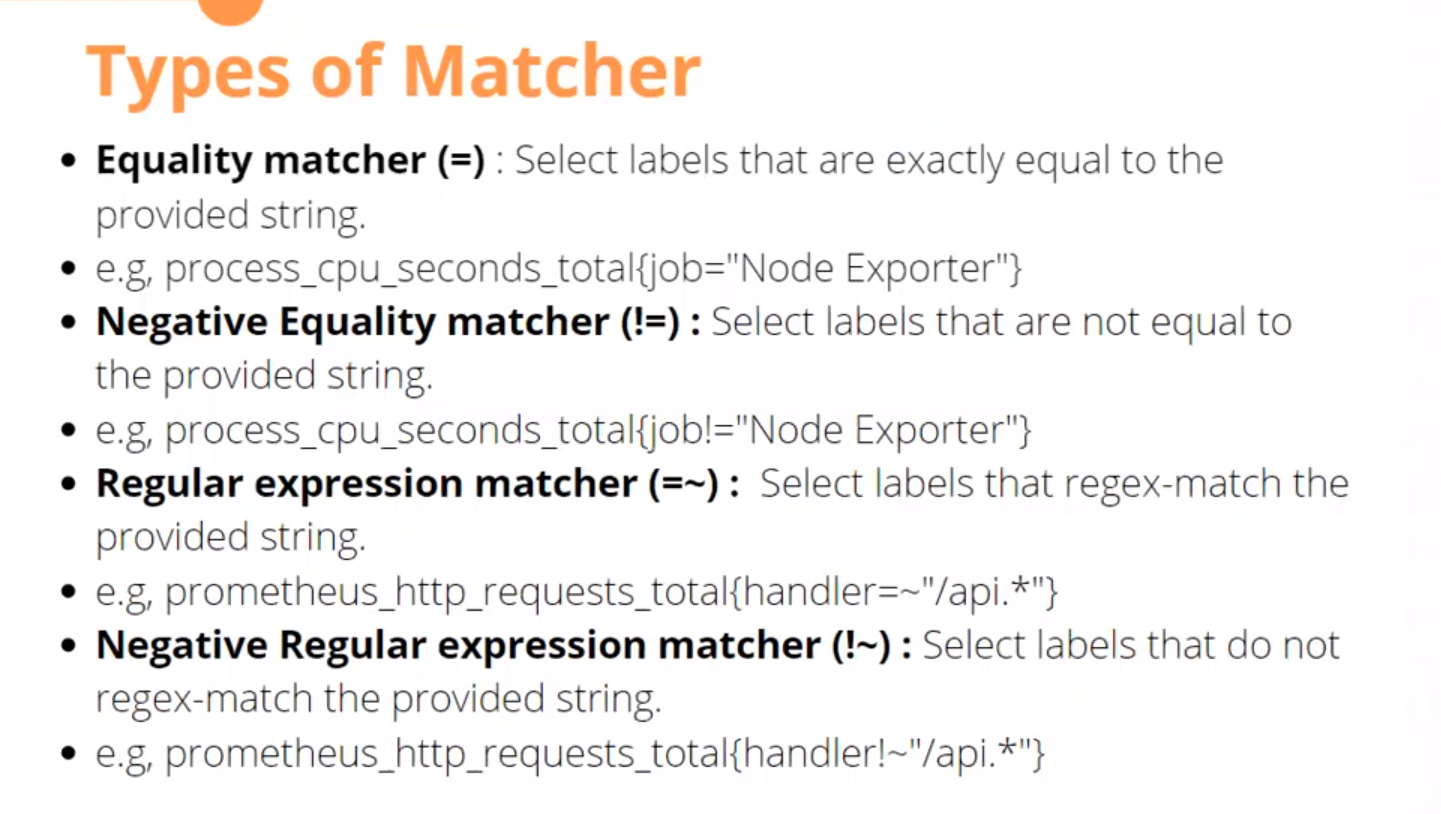 Types of Matcher
• Equality matcher (=) : Select labels that are exactly equal to the
provided string.
• e.g, process_cpu_seconds_total{job="Node Exporter"}
• Negative Equality matcher (!=) : Select labels that are not equal to
the provided string.
• e.g, process_cpu_seconds_total{job!="Node Exporter"}
• Regular expression matcher (=~) :  Select labels that regex-match the
provided string.
• e.g, prometheus_http_requests_total{handler=~"/api.*"}
• Negative Regular expression matcher (!~) : Select labels that do not
regex-match the provided string.
• e.g, prometheus_http_requests_total{handler!~"/api.*"}